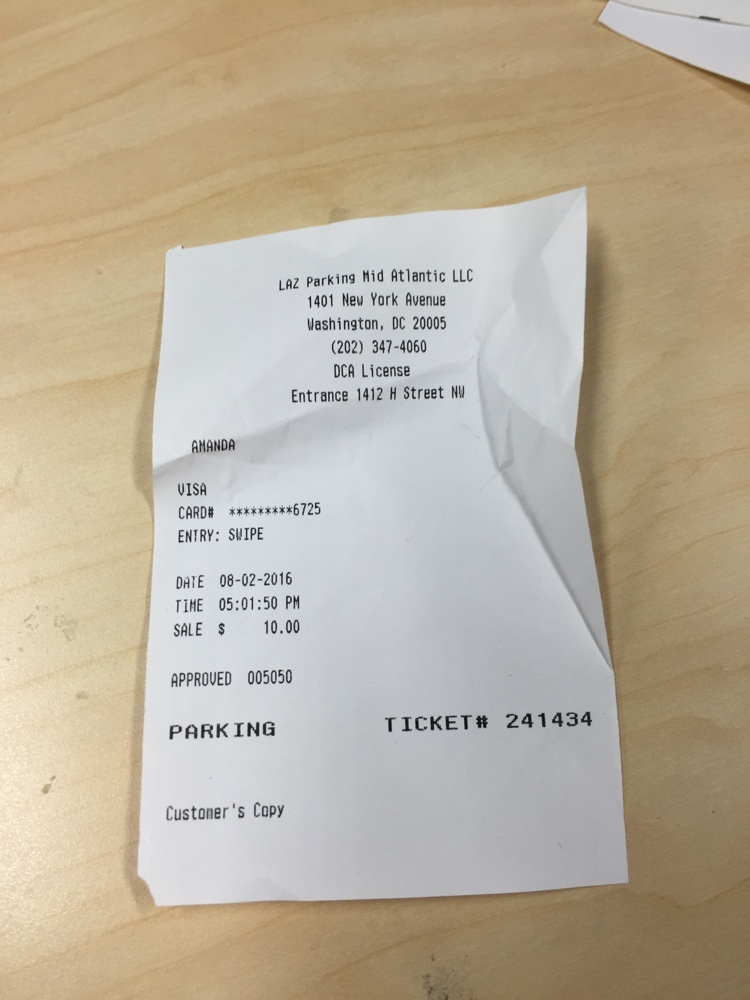 LAZ Parking Mid Atlantic LLC
1401 New York Avenue
Washington, DC 20005
(202) 347-4060
DCA License
Entrance 1412 H Street NW
AMANDA
VISA
CARD# *********6725
ENTRY: SWIPE
DATE 08-02-2016
TIME 05:01:50 PM
SALE $ 10.00
APPROVED 005050
PARKING TICKET# 241434
Customer's Copy